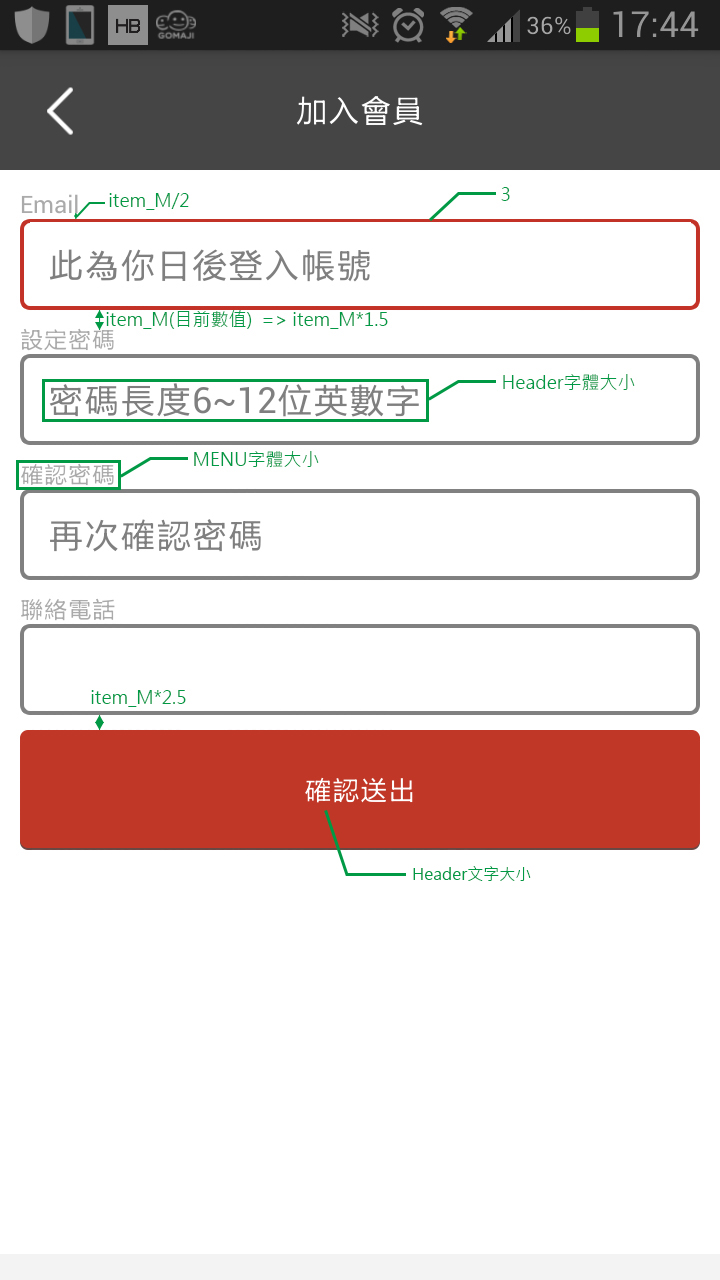 HB
GOMAJI
36%
17:44
加入會員
Email
item_M/2
3
此為你日後登入帳號
item_M(目前數值) => item_M*1.5
設定密碼
密碼長度6~12位英數字
Header字體大小
確認密碼
MENU字體大小
再次確認密碼
聯絡電話
item_M*2.5
確認送出
Header文字大小